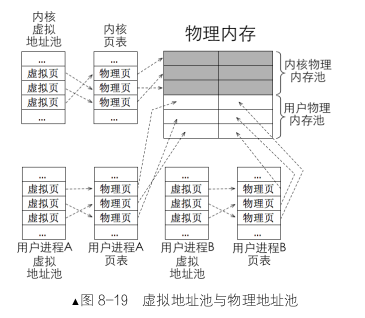 内核
虚拟
地址池
内核
页表
物理内存
...
虚拟页
虚拟页
虚拟页
...
...
物理页
物理页
物理页
...
内核物理
内存池
用户物理
内存池
...
虚拟页
虚拟页
虚拟页
...
用户进程A
虚拟
地址池
...
物理页
物理页
物理页
...
用户进程A
页表
...
虚拟页
虚拟页
虚拟页
...
用户进程B
虚拟
地址池
...
物理页
物理页
物理页
...
用户进程B
页表
▲图 8-19 虚拟地址池与物理地址池